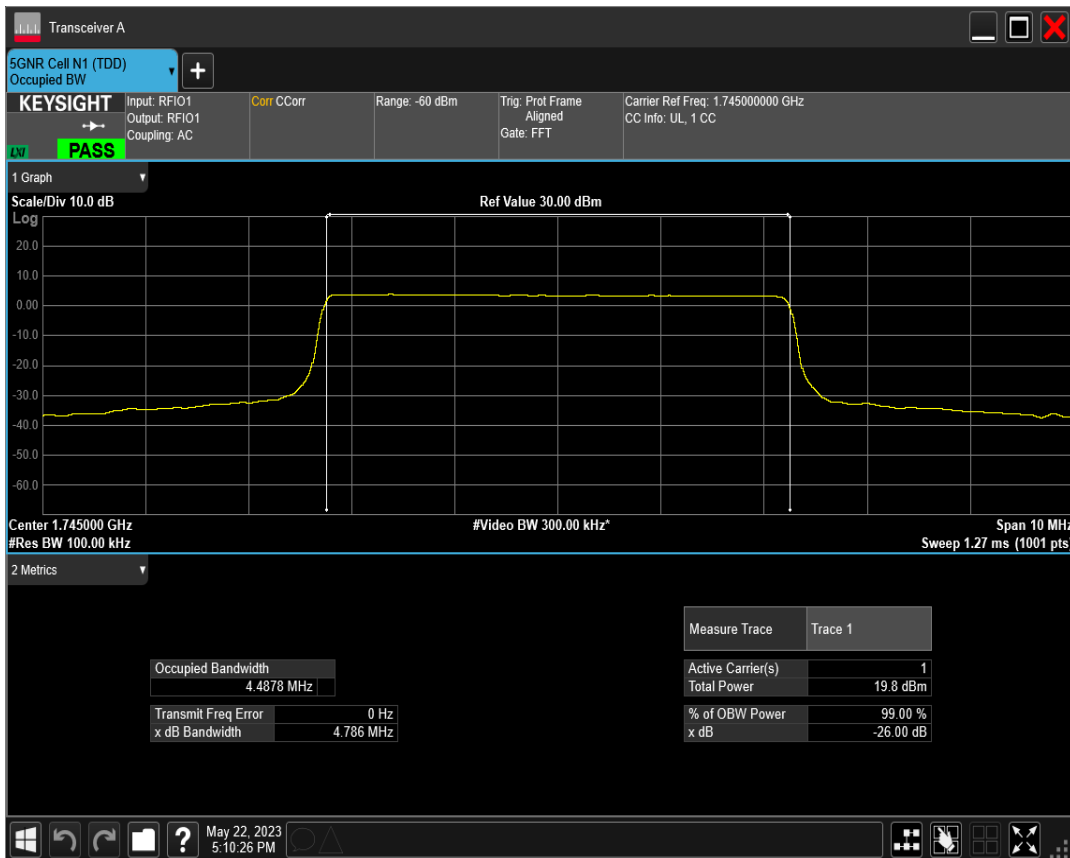 Transceiver A
5GNR Cell N1 (TDD)
Occupied BW
+
KEYSIGHT
LXI
PASS
Input: RFIO1
Output: RFIO1
Coupling: AC
Corr CCorr
Range: -60 dBm
Trig: Prot Frame
Aligned
Gate: FFT
Carrier Ref Freq: 1.745000000 GHz
CC Info: UL, 1 CC
1 Graph
Scale/Div 10.0 dB
Ref Value 30.00 dBm
Log
20.0
10.0
0.00
-10.0
-20.0
-30.0
-40.0
-50.0
-60.0
Center 1.745000 GHz
#Video BW 300.00 kHz*
Span 10 MHz
#Res BW 100.00 kHz
Sweep 1.27 ms (1001 pts)
2 Metrics
Measure Trace Trace 1
Occupied Bandwidth
4.4878 MHz
Active Carrier(s) 1
Total Power 19.8 dBm
Transmit Freq Error 0 Hz
x dB Bandwidth 4.786 MHz
% of OBW Power 99.00 %
x dB -26.00 dB
?
May 22, 2023
5:10:26 PM